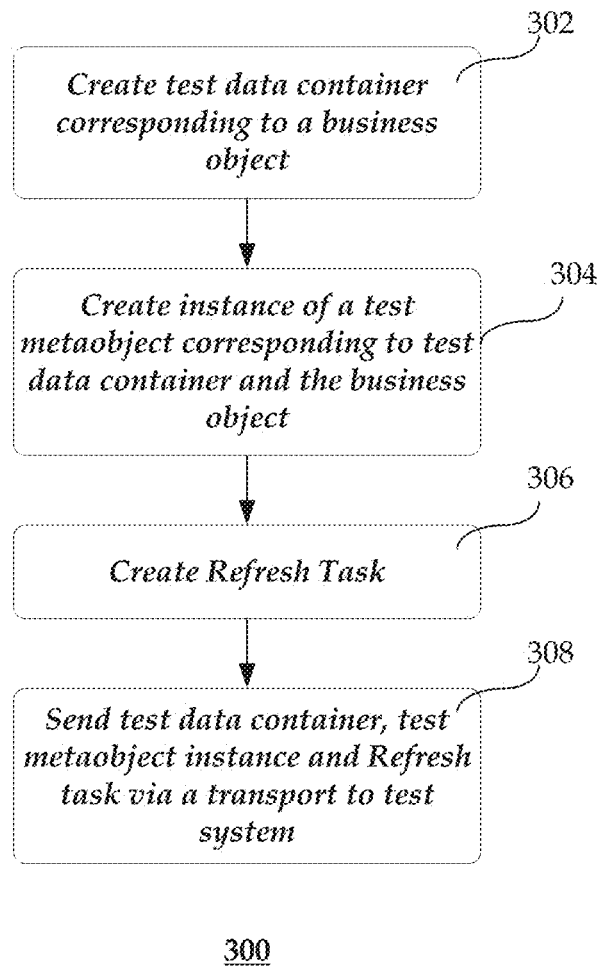 302
Create test data container
corresponding to a business
object
304
Create instance of a test
metaobject corresponding to test
data container and the business
object
306
Create Refresh Task
308
Send test data container, test
metaobject instance and Refresh
task via a transport to test
system
300